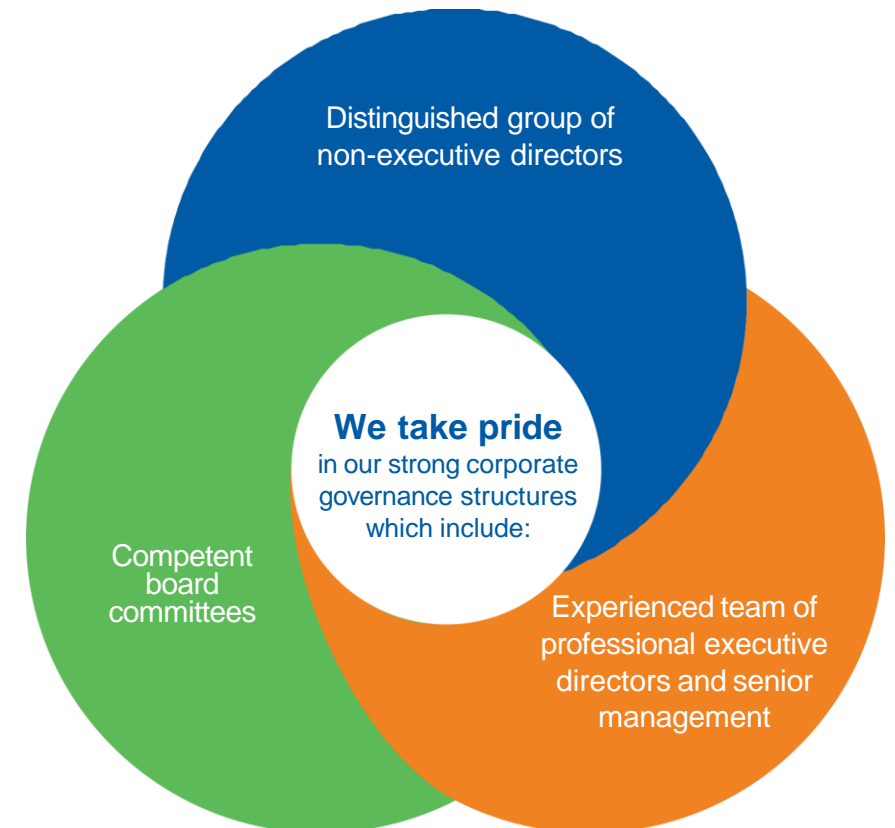 Distinguished group of
non-executive directors
We take pride
in our strong corporate
governance structures
which include:
Competent
board
committees
Experienced team of
professional executive
directors and senior
management